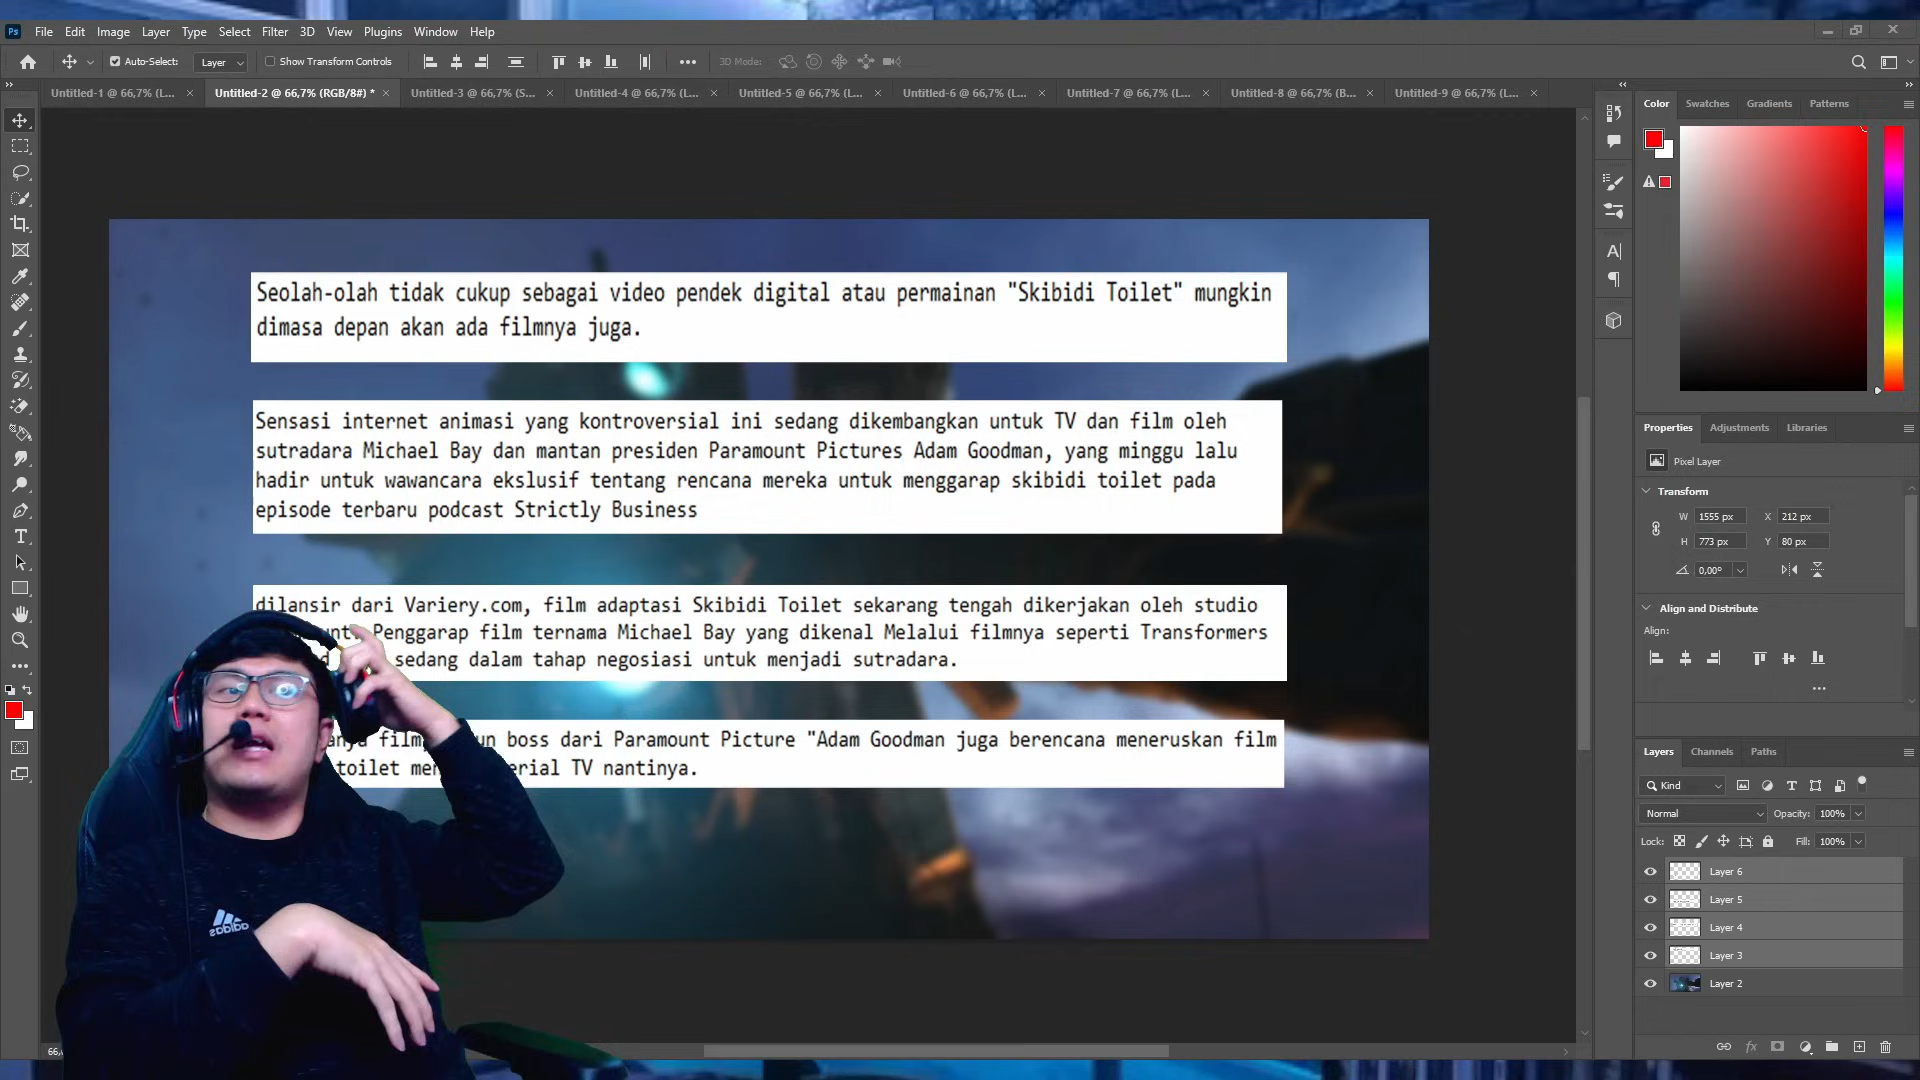 Ps File Edit Image Layer Type Select Filter 3D View Plugins Window Help
Auto-Select: Layer Show Transform Controls 3D Mode:
Untitled-1 @ 66,7% (L... Untitled-2 @ 66,7% (RGB/8#) * Untitled-3 @ 66,7% (S... Untitled-4 @ 66,7% (L... Untitled-5 @ 66,7% (L... Untitled-6 @ 66,7% (L... Untitled-7 @ 66,7% (L... Untitled-8 @ 66,7% (B... Untitled-9 @ 66,7% (L...
Seolah-olah tidak cukup sebagai video pendek digital atau permainan "Skibidi Toilet" mungkin
dimasa depan akan ada filmnya juga.
Sensasi internet animasi yang kontroversial ini sedang dikembangkan untuk TV dan film oleh
sutradara Michael Bay dan mantan presiden Paramount Pictures Adam Goodman, yang minggu lalu
hadir untuk wawancara ekslusif tentang rencana mereka untuk menggarap skibidi toilet pada
episode terbaru podcast Strictly Business
dilansir dari Variery.com, film adaptasi Skibidi Toilet sekarang tengah dikerjakan oleh studio
Penggarap film ternama Michael Bay yang dikenal Melalui filmnya seperti Transformers
sedang dalam tahap negosiasi untuk menjadi sutradara.
boss dari Paramount Picture "Adam Goodman juga berencana meneruskan film
toilet TV nantinya.
adidas
Color Swatches Gradients Patterns
Properties Adjustments Libraries
Pixel Layer
Transform
W 1555 px X 212 px
H 773 px Y 80 px
0,00°
Align and Distribute
Align:
Layers Channels Paths
Kind
Normal Opacity: 100%
Lock: Fill: 100%
Layer 6
Layer 5
Layer 4
Layer 3
Layer 2